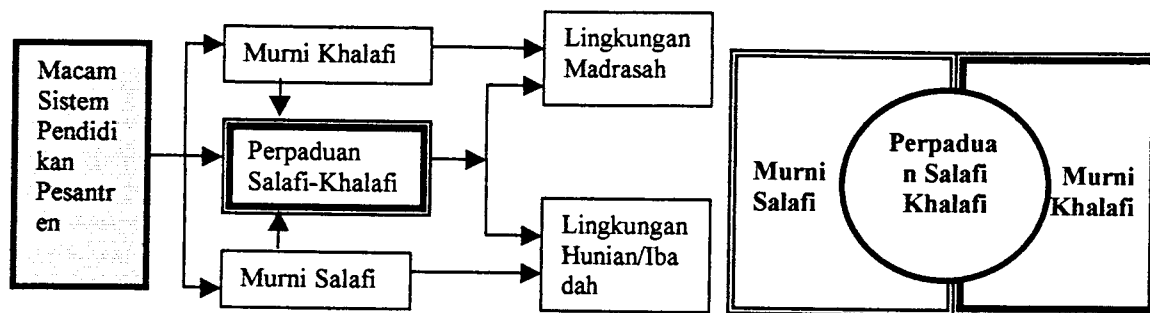 Macam
Sistem
Pendidi
kan
Pesantr
en
Murni Khalafi
Perpaduan
Salafi-Khalafi
Murni Salafi
Lingkungan
Madrasah
Lingkungan
Hunian/Iba
dah
Murni
Salafi
Perpadua
n Salafi
Khalafi
Murni
Khalafi